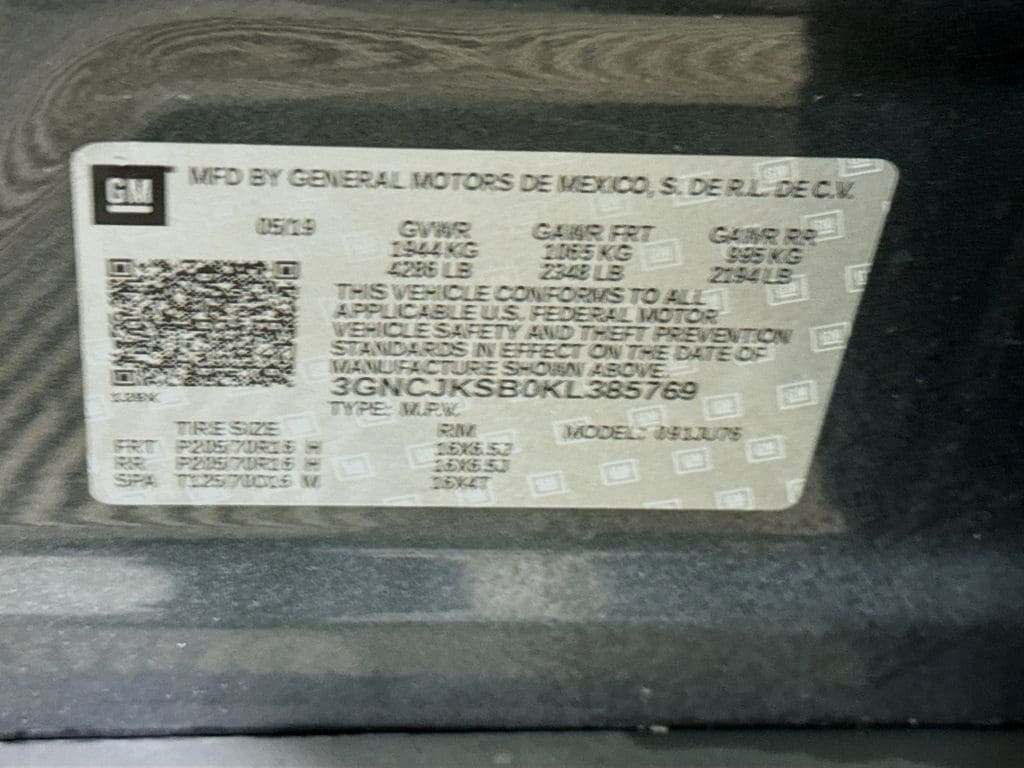 GM
MFD BY GENERAL MOTORS DE MEXICO, S. DE R.L. DE C.V.
05/19 GVWR GAWR FRT GAWR RR
1944 KG 1065 KG 995 KG
4286 LB 2348 LB 2194 LB
THIS VEHICLE CONFORMS TO ALL
APPLICABLE U.S. FEDERAL MOTOR
VEHICLE SAFETY AND THEFT PREVENTION
STANDARDS IN EFFECT ON THE DATE OF
MANUFACTURE SHOWN ABOVE.
3GNCJKSB0KL385769
TYPE: M.P.V.
TIRE SIZE RIM MODEL: 091JU76
FRT P205/70R16 H 16X6.5J
RR P205/70R16 H 16X6.5J
SPA T125/70D16 M 16X4T